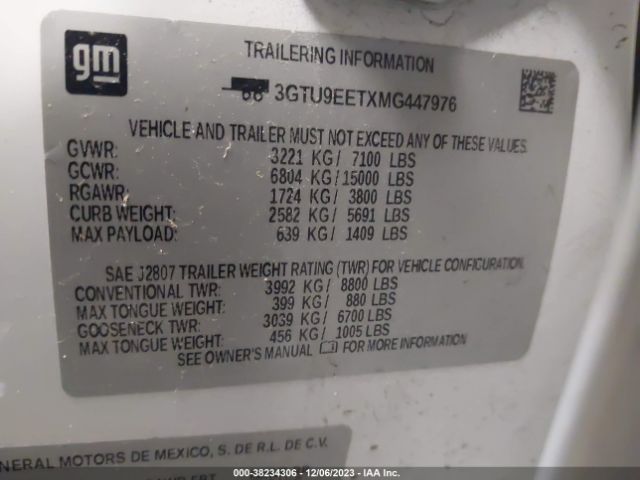 gm
TRAILERING INFORMATION
3GTU9EETXMG447976
VEHICLE AND TRAILER MUST NOT EXCEED ANY OF THESE VALUES.
GVWR: 3221 KG/ 7100 LBS
GCWR: 6804 KG/ 15000 LBS
RGAWR: 1724 KG/ 3800 LBS
CURB WEIGHT: 2582 KG/ 5691 LBS
MAX PAYLOAD: 639 KG/ 1409 LBS
SAE J2807 TRAILER WEIGHT RATING (TWR) FOR VEHICLE CONFIGURATION.
CONVENTIONAL TWR: 3992 KG/ 8800 LBS
MAX TONGUE WEIGHT: 399 KG/ 880 LBS
GOOSENECK TWR: 3039 KG/ 6700 LBS
MAX TONGUE WEIGHT: 456 KG/ 1005 LBS
SEE OWNER'S MANUAL FOR MORE INFORMATION
NERAL MOTORS DE MEXICO, S. DE R.L. DE C.V.
000-38234306 - 12/06/2023 - IAA Inc.